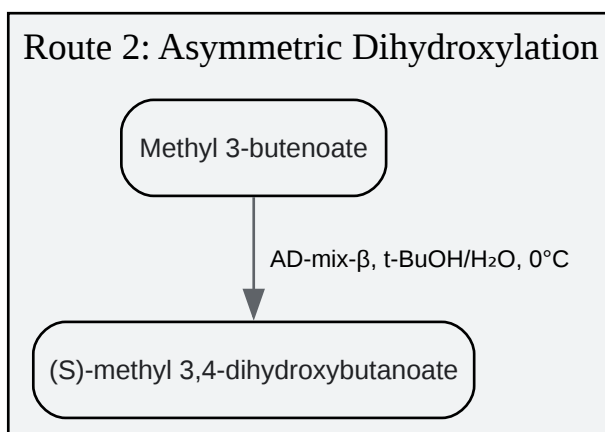 Route 2: Asymmetric Dihydroxylation
Methyl 3-butenoate
AD-mix-β, t-BuOH/H₂O, 0°C
(S)-methyl 3,4-dihydroxybutanoate